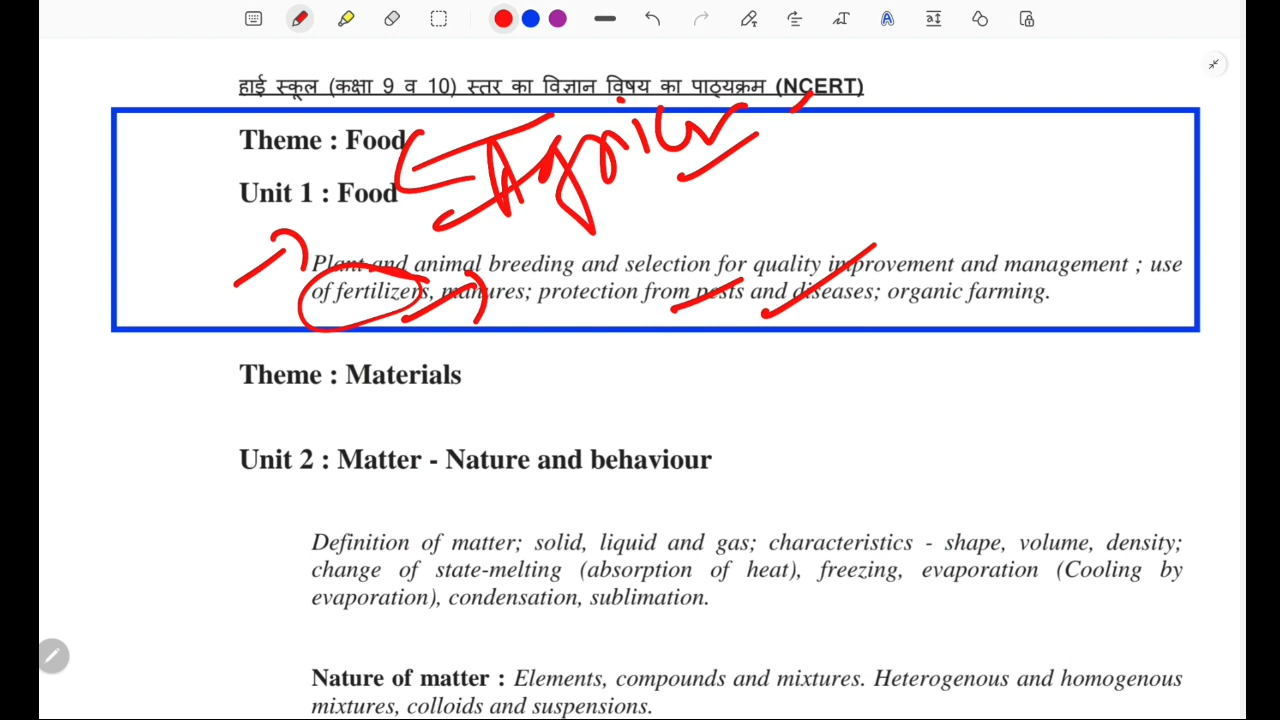 हाई स्कूल (कक्षा 9 व 10) स्तर का विज्ञान विषय का पाठ्यक्रम (NCERT)
Theme : Food
Unit 1 : Food
Plant and animal breeding and selection for quality improvement and management ; use
of fertilizers, manures; protection from pests and diseases; organic farming.
Theme : Materials
Unit 2 : Matter - Nature and behaviour
Definition of matter; solid, liquid and gas; characteristics - shape, volume, density;
change of state-melting (absorption of heat), freezing, evaporation (Cooling by
evaporation), condensation, sublimation.
Nature of matter : Elements, compounds and mixtures. Heterogenous and homogenous
mixtures, colloids and suspensions.